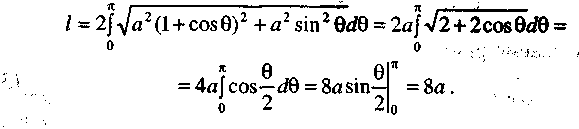 l = 2∫₀^π √(a²(1+cosθ)² + a² sin² θ)dθ = 2a∫₀^π √(2+2cosθ)dθ =
= 4a∫₀^π cos(θ/2) dθ = 8a sin(θ/2)|₀^π = 8a .